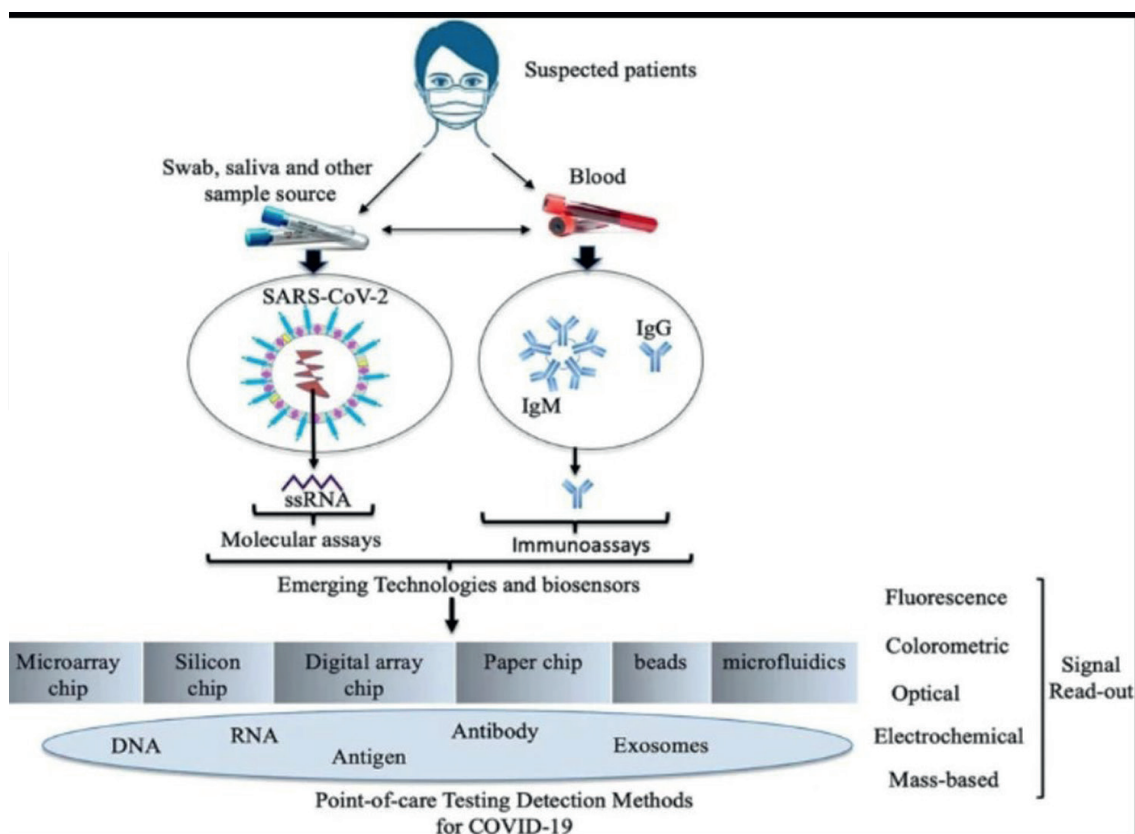 Suspected patients
Swab, saliva and other
sample source
Blood
SARS-CoV-2
IgG
IgM
ssRNA
Molecular assays
Immunoassays
Emerging Technologies and biosensors
Microarray
chip
Silicon
chip
Digital array
chip
Paper chip
beads
microfluidics
DNA
RNA
Antigen
Antibody
Exosomes
Point-of-care Testing Detection Methods
for COVID-19
Fluorescence
Colorometric
Optical
Electrochemical
Mass-based
Signal
Read-out